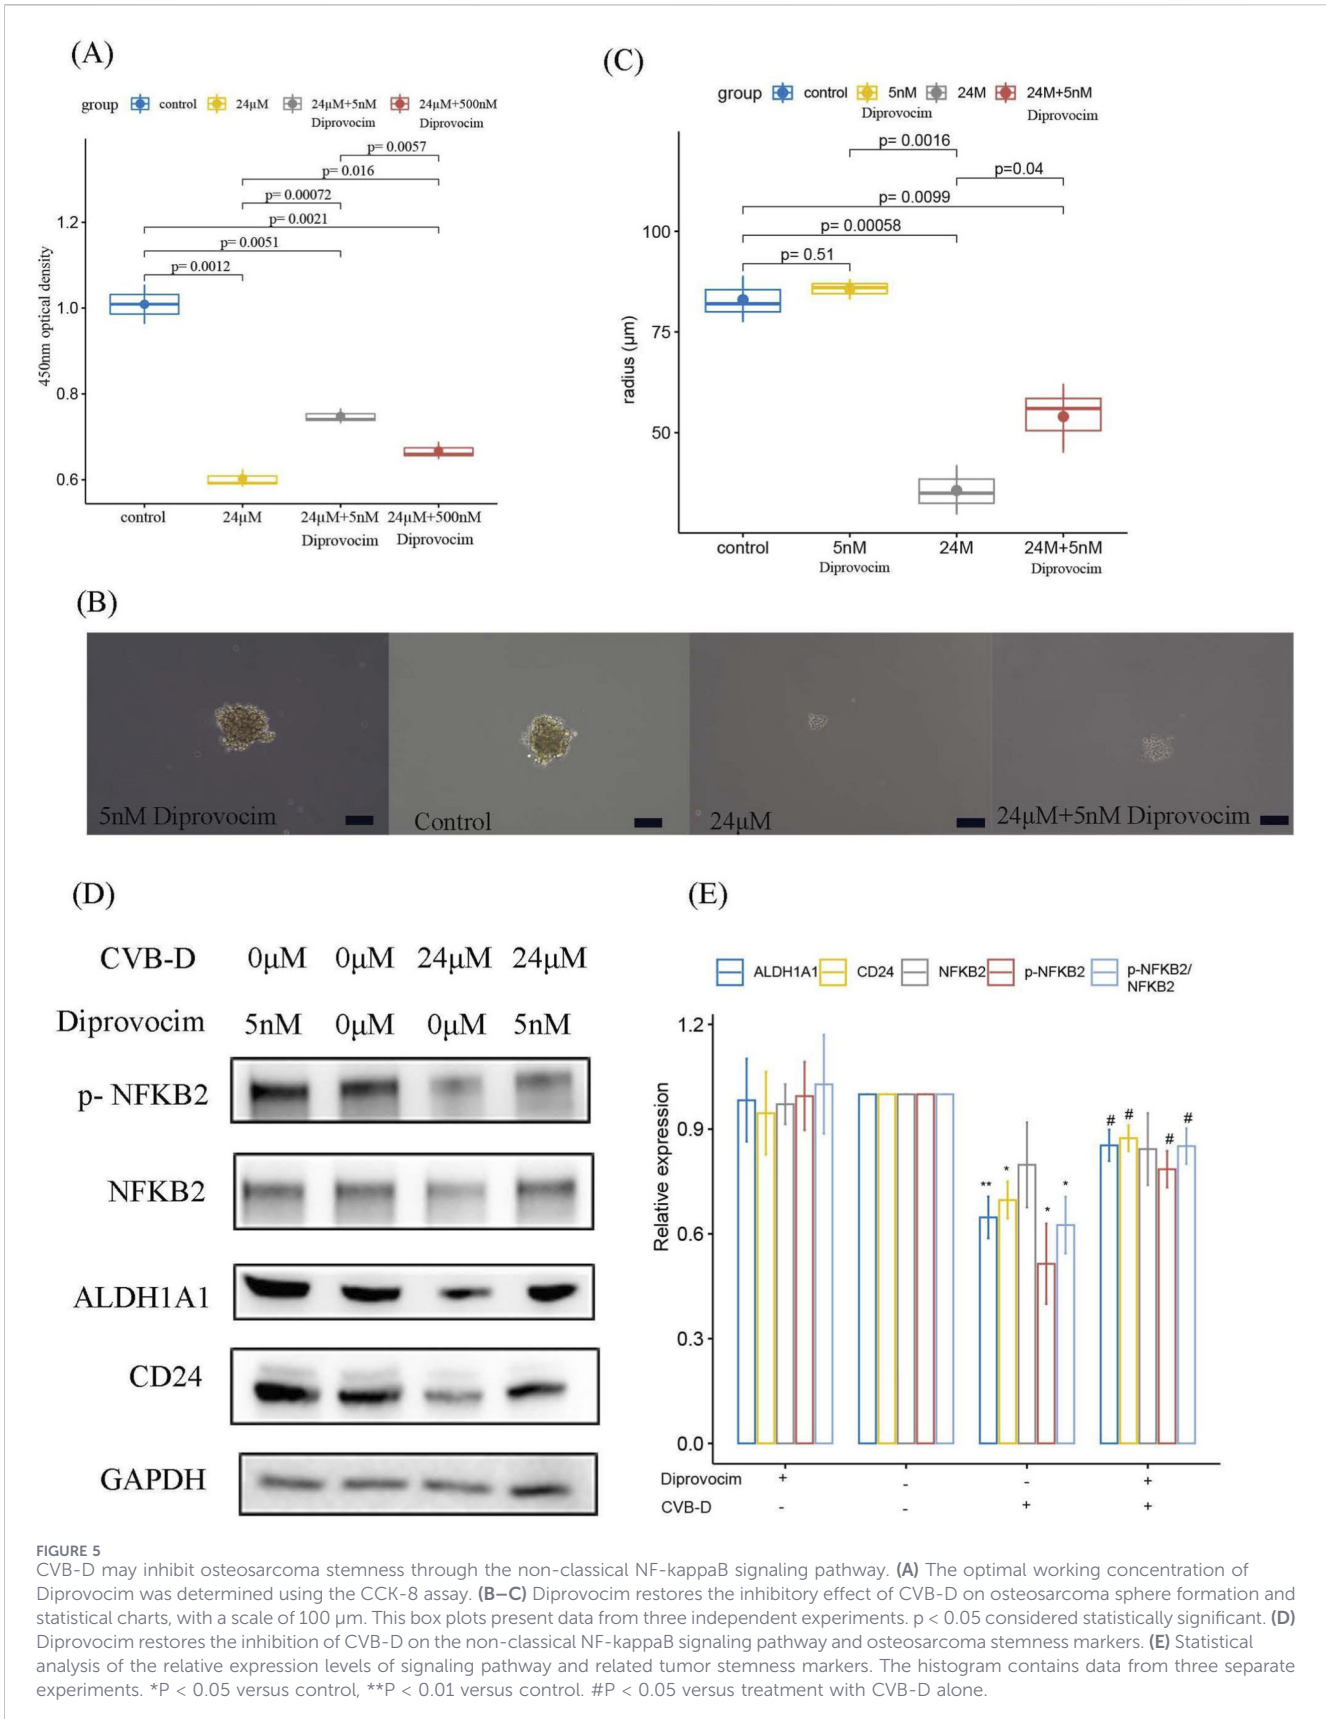 (A)
group control 24μM 24μM+5nM 24μM+500nM
Diprovocim Diprovocim
p= 0.0057
p= 0.016
p= 0.00072
p= 0.0021
p= 0.0051
p= 0.0012
1.2
1.0
0.8
0.6
450nm optical density
control 24μM 24μM+5nM 24μM+500nM
Diprovocim Diprovocim
(C)
group control 5nM 24M 24M+5nM
Diprovocim Diprovocim
p= 0.0016
p=0.04
p= 0.0099
p= 0.00058
p= 0.51
100
75
50
radius (μm)
control 5nM 24M 24M+5nM
Diprovocim Diprovocim
(B)
5nM Diprovocim Control 24μM 24μM+5nM Diprovocim
(D)
CVB-D 0μM 0μM 24μM 24μM
Diprovocim 5nM 0μM 0μM 5nM
p- NFKB2
NFKB2
ALDH1A1
CD24
GAPDH
(E)
ALDH1A1 CD24 NFKB2 p-NFKB2 p-NFKB2/
NFKB2
1.2
0.9
0.6
0.3
0.0
Relative expression
** * * *
# # # #
Diprovocim + - - +
CVB-D - - + +
FIGURE 5
CVB-D may inhibit osteosarcoma stemness through the non-classical NF-kappaB signaling pathway. (A) The optimal working concentration of
Diprovocim was determined using the CCK-8 assay. (B–C) Diprovocim restores the inhibitory effect of CVB-D on osteosarcoma sphere formation and
statistical charts, with a scale of 100 μm. This box plots present data from three independent experiments. p < 0.05 considered statistically significant. (D)
Diprovocim restores the inhibition of CVB-D on the non-classical NF-kappaB signaling pathway and osteosarcoma stemness markers. (E) Statistical
analysis of the relative expression levels of signaling pathway and related tumor stemness markers. The histogram contains data from three separate
experiments. *P < 0.05 versus control, **P < 0.01 versus control. #P < 0.05 versus treatment with CVB-D alone.